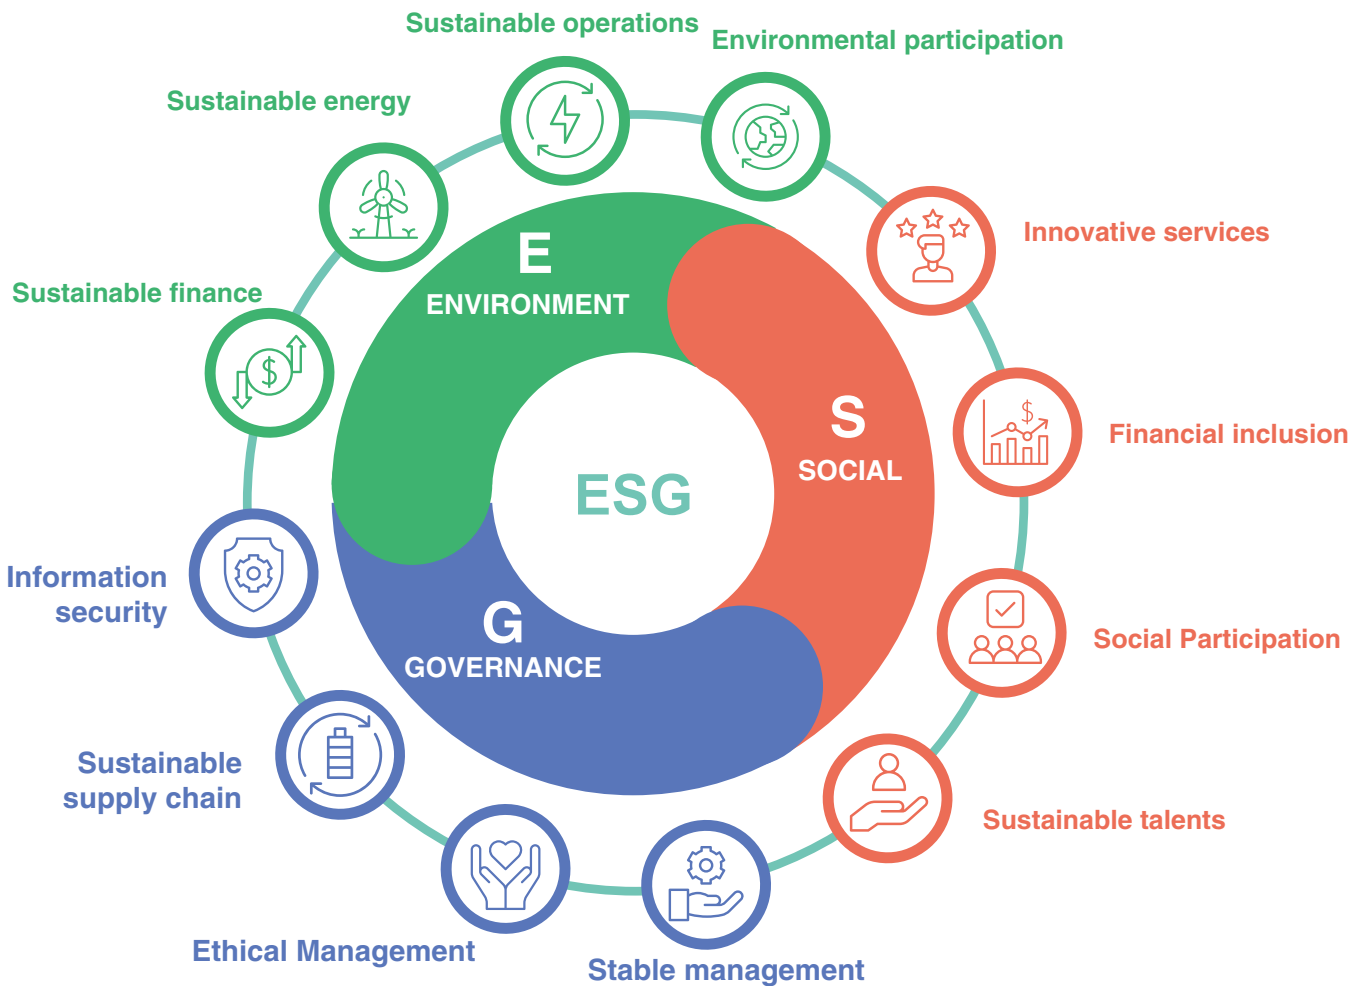 Sustainable operations
Environmental participation
Sustainable energy
Innovative services
E
ENVIRONMENT
Sustainable finance
$
S
SOCIAL
$
Financial inclusion
ESG
Information
security
G
GOVERNANCE
Social Participation
Sustainable
supply chain
Sustainable talents
Ethical Management
Stable management